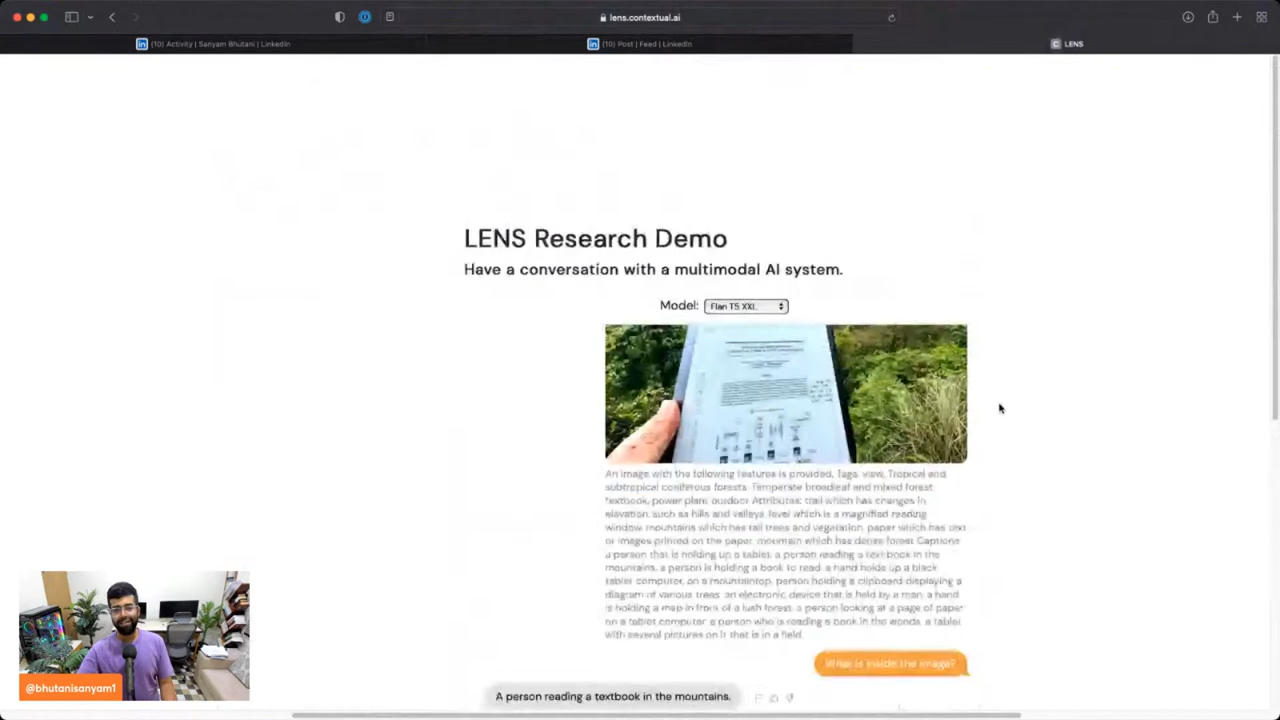 lens.contextual.ai
(10) Activity | Sanyam Bhutani | LinkedIn
(10) Post | Feed | LinkedIn
LENS
LENS Research Demo
Have a conversation with a multimodal AI system.
Model: Flan T5 XXL
An image with the following features is provided, Tags: view, Tropical and
subtropical coniferous forests, Temperate broadleaf and mixed forest
textbook, power plant, outdoor Attributes: trail which has changes in
elevation, such as hills and valleys, level which is a magnified reading
window, mountains which has tall trees and vegetation, paper which has text
or images printed on the paper, mountain which has dense forest Captions:
a person that is holding up a tablet, a person reading a text book in the
mountains, a person is holding a book to read, a hand holds up a black
tablet computer, on a mountaintop, person holding a clipboard displaying a
diagram of various trees, an electronic device that is held by a man, a hand
is holding a map in front of a lush forest, a person looking at a page of paper
on a tablet computer, a person who is reading a book in the woods, a tablet
with several pictures on it that is in a field.
What is inside the image?
A person reading a textbook in the mountains.
@bhutanisanyam1